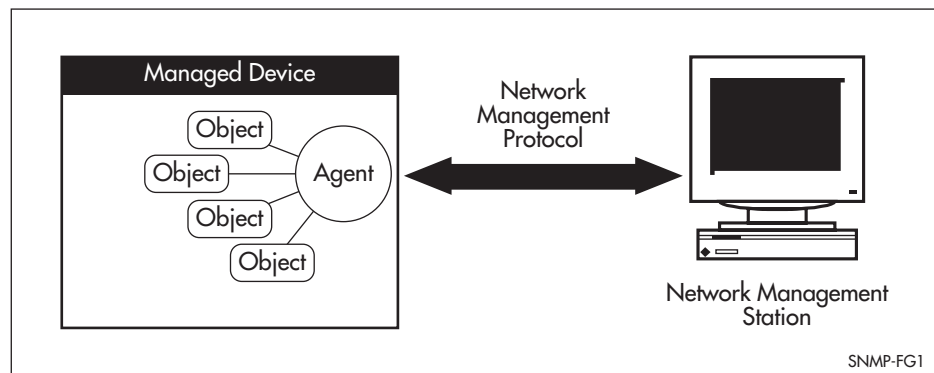 Managed Device
Object
Object
Object
Object
Agent
Network
Management
Protocol
Network Management
Station
SNMP-FG1